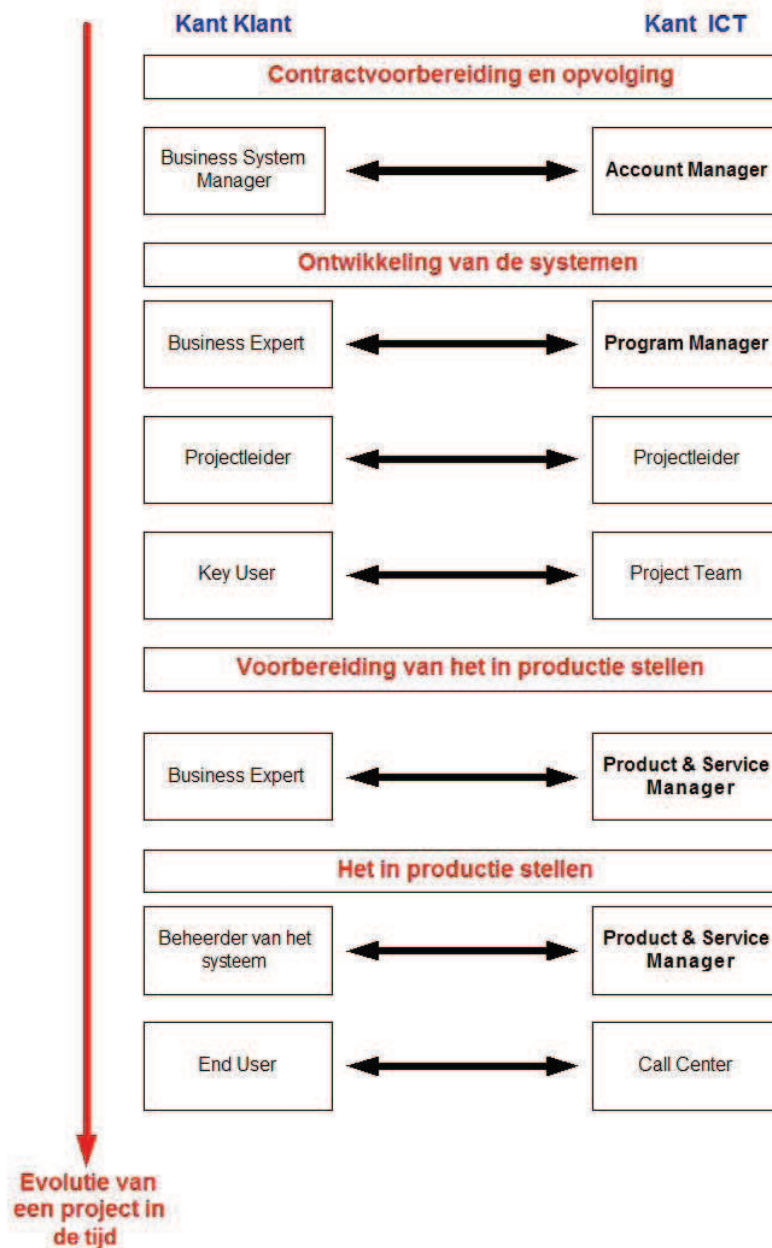 Kant Klant
Kant ICT
Contractvoorbereiding en opvolging
Business System
Manager
Account Manager
Ontwikkeling van de systemen
Business Expert
Program Manager
Projectleider
Projectleider
Key User
Project Team
Voorbereiding van het in productie stellen
Business Expert
Product & Service
Manager
Het in productie stellen
Beheerder van het
systeem
Product & Service
Manager
End User
Call Center
Evolutie van
een project in
de tijd